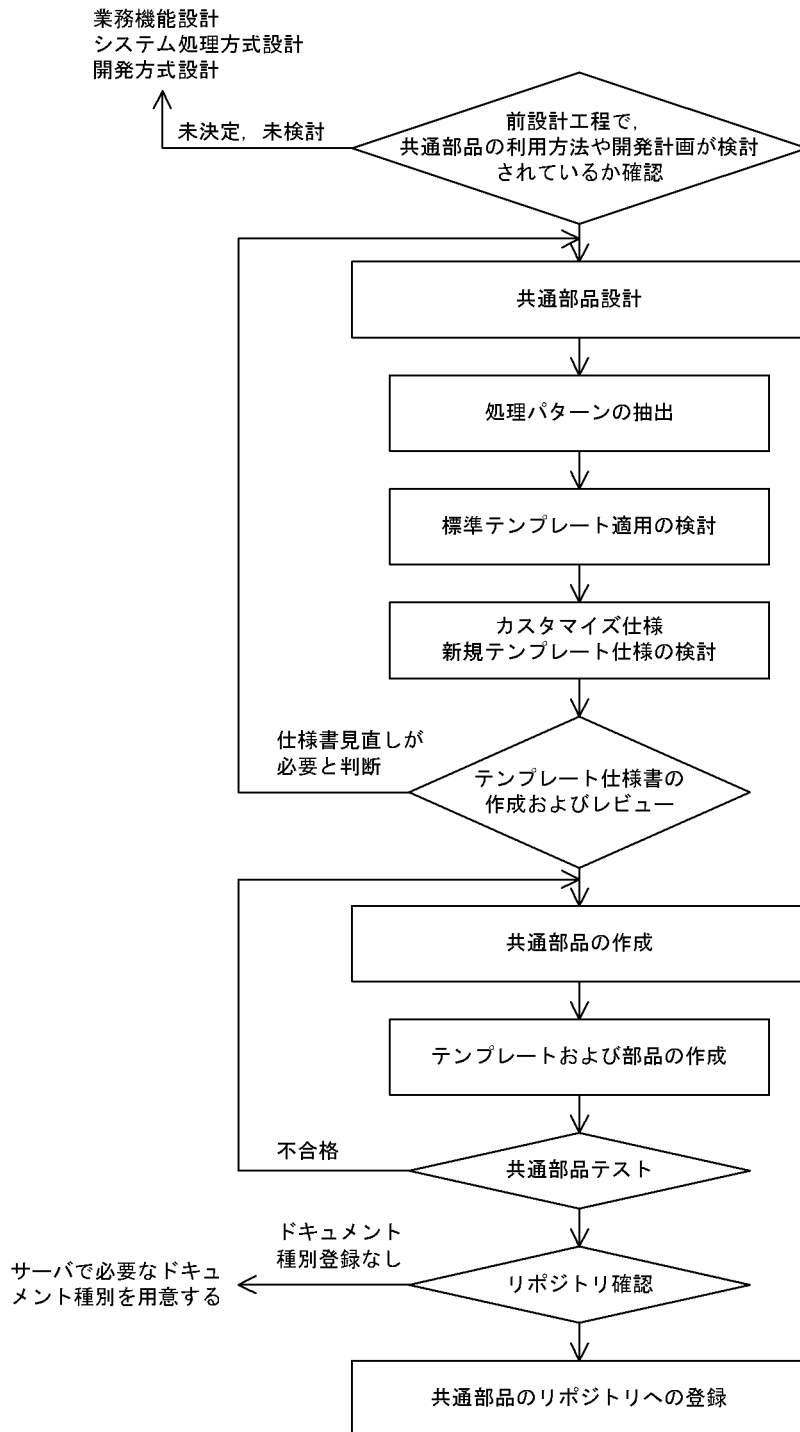 業務機能設計
システム処理方式設計
開発方式設計
未決定，未検討
前設計工程で，
共通部品の利用方法や開発計画が検討
されているか確認
共通部品設計
処理パターンの抽出
標準テンプレート適用の検討
カスタマイズ仕様
新規テンプレート仕様の検討
仕様書見直しが
必要と判断
テンプレート仕様書の
作成およびレビュー
共通部品の作成
テンプレートおよび部品の作成
不合格
共通部品テスト
ドキュメント
種別登録なし
サーバで必要なドキュ
メント種別を用意する
リポジトリ確認
共通部品のリポジトリへの登録